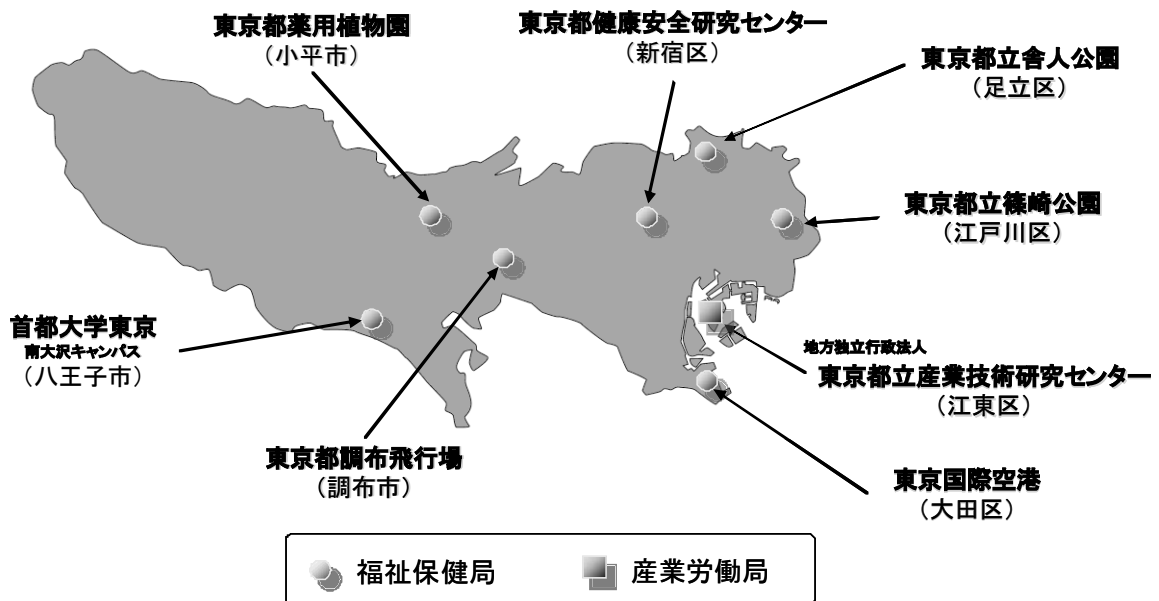 東京都薬用植物園
（小平市）
東京都健康安全研究センター
（新宿区）
東京都立舎人公園
（足立区）
東京都立篠崎公園
（江戸川区）
首都大学東京
南大沢キャンパス
（八王子市）
地方独立行政法人
東京都立産業技術研究センター
（江東区）
東京都調布飛行場
（調布市）
東京国際空港
（大田区）
福祉保健局
産業労働局